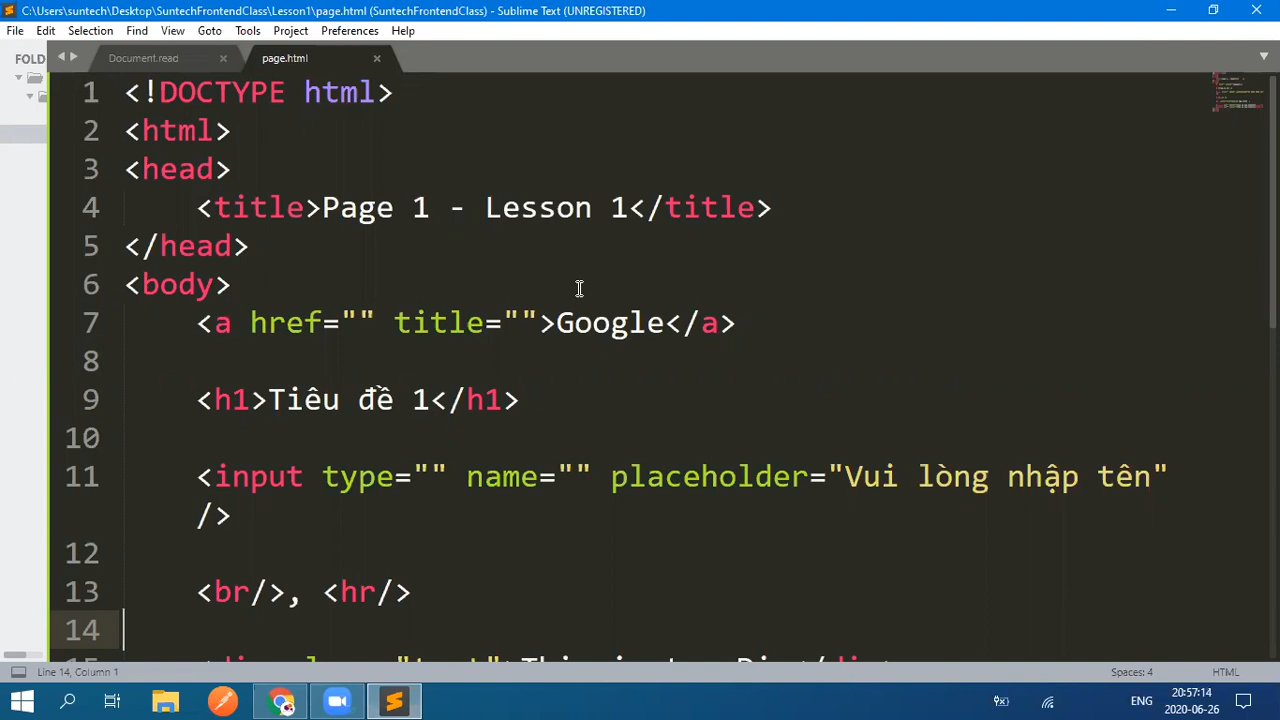 C:\Users\suntech\Desktop\SuntechFrontendClass\Lesson1\page.html (SuntechFrontendClass) - Sublime Text (UNREGISTERED)
File Edit Selection Find View Goto Tools Project Preferences Help
FOLD
Document.read page.html
1 <!DOCTYPE html>
2 <html>
3 <head>
4 <title>Page 1 - Lesson 1</title>
5 </head>
6 <body>
7 <a href="" title="">Google</a>
8
9 <h1>Tiêu đề 1</h1>
10
11 <input type="" name="" placeholder="Vui lòng nhập tên"
/>
12
13 <br/>, <hr/>
14
Line 14, Column 1 Spaces: 4 HTML
ENG
20:57:14
2020-06-26